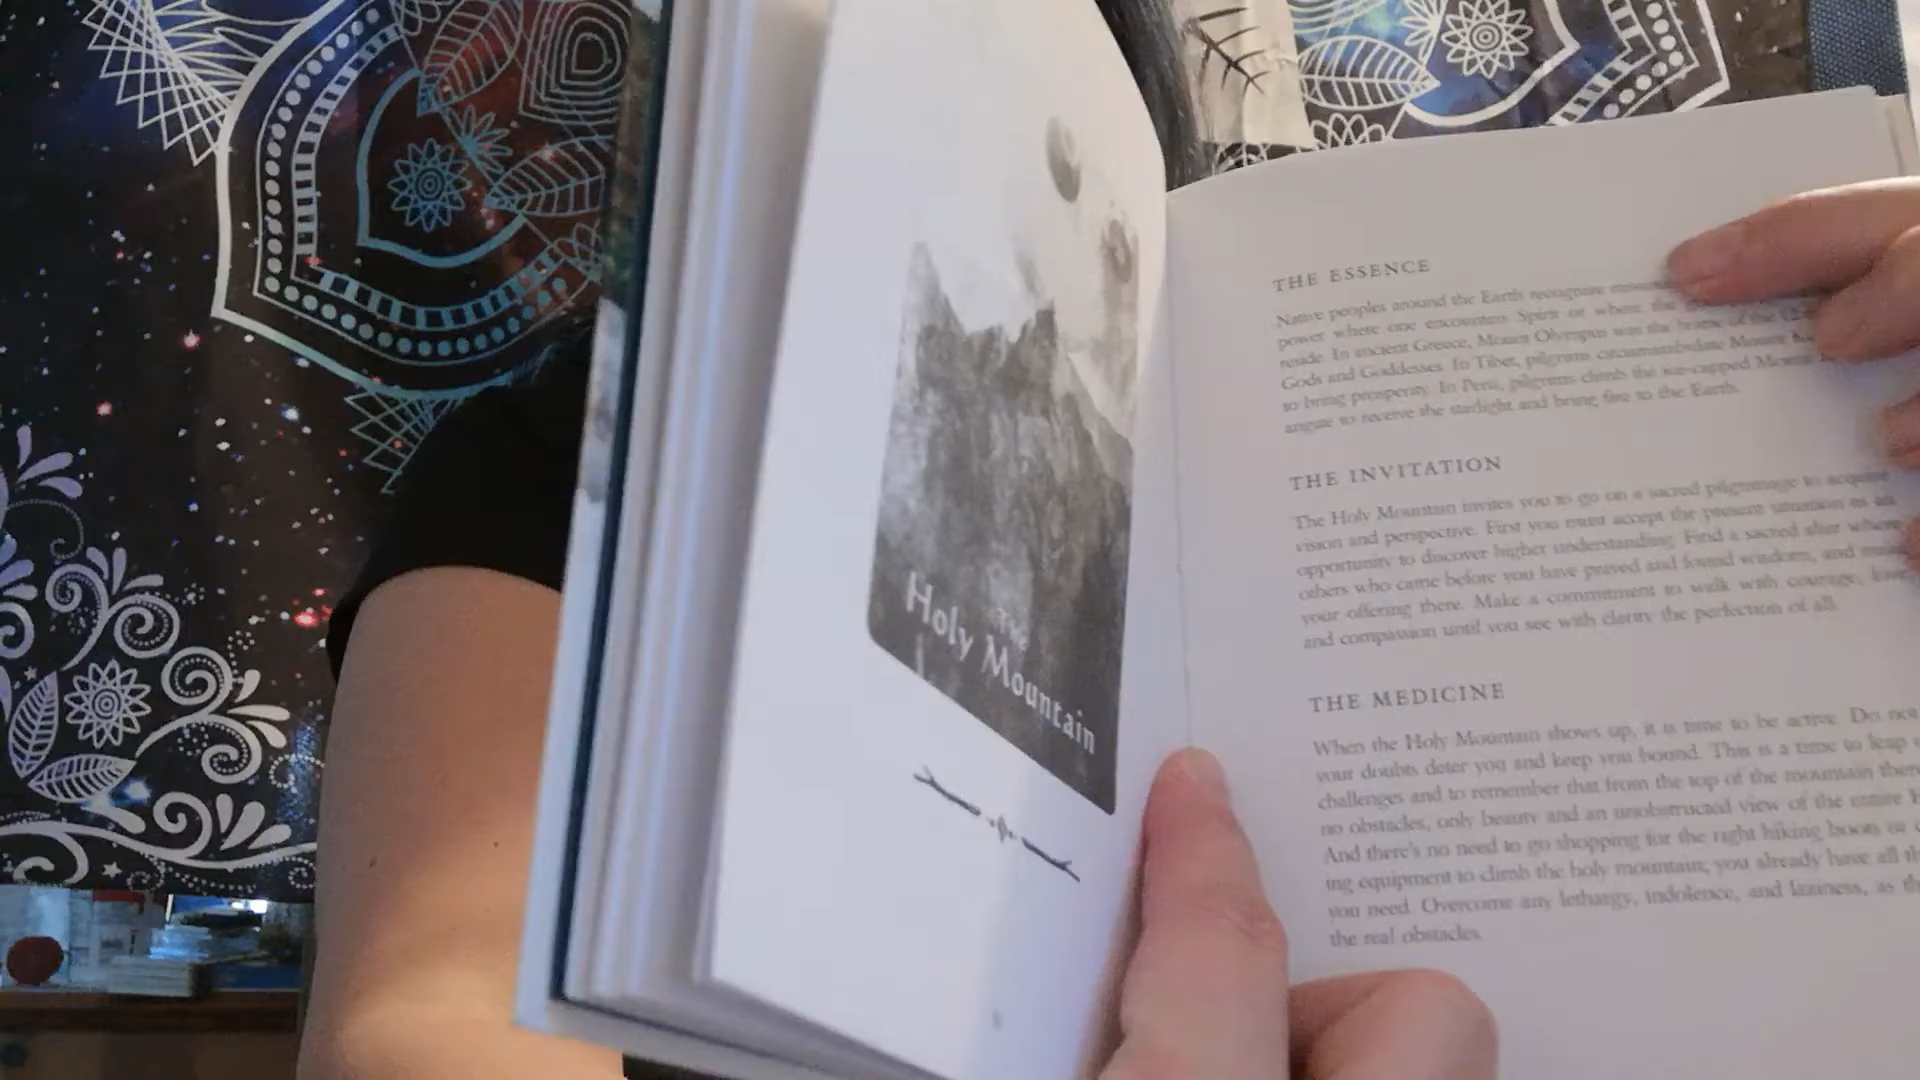 The
Holy Mountain
THE ESSENCE
Native peoples around the Earth recognize
power where one encounters Spirit or where the
reside. In ancient Greece, Mount Olympus was the home of the 12
Gods and Goddesses. In Tibet, pilgrims circumambulate Mount
to bring prosperity. In Peru, pilgrims climb the ice-capped
angate to receive the starlight and bring fire to the Earth.
THE INVITATION
The Holy Mountain invites you to go on a sacred pilgrimage to acquire
vision and perspective. First you must accept the present situation as an
opportunity to discover higher understanding. Find a sacred altar where
others who came before you have prayed and found wisdom, and
your offering there. Make a commitment to walk with courage,
and compassion until you see with clarity the perfection of all.
THE MEDICINE
When the Holy Mountain shows up, it is time to be active. Do not
your doubts deter you and keep you bound. This is a time to leap
challenges and to remember that from the top of the mountain
no obstacles, only beauty and an unobstructed view of the entire
And there's no need to go shopping for the right hiking boots or
ing equipment to climb the holy mountain; you already have all
you need. Overcome any lethargy, indolence, and laziness, as
the real obstacles.